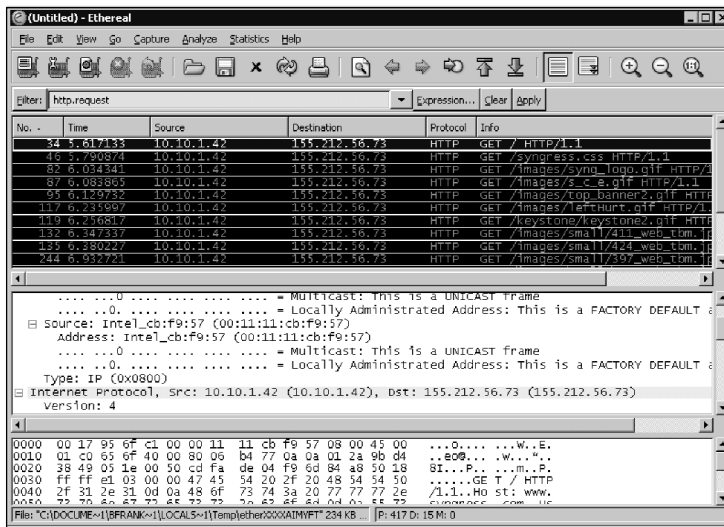 (Untitled) - Ethereal
File Edit View Go Capture Analyze Statistics Help
Filter: http.request Expression... Clear Apply
No. . Time Source Destination Protocol Info
34 5.617133 10.10.1.42 155.212.56.73 HTTP GET / HTTP/1.1
46 5.790874 10.10.1.42 155.212.56.73 HTTP GET /syngress.css HTTP/1.1
82 6.034341 10.10.1.42 155.212.56.73 HTTP GET /images/syng_logo.gif HTTP/1
87 6.083865 10.10.1.42 155.212.56.73 HTTP GET /images/s_c_e.gif HTTP/1.1
95 6.129732 10.10.1.42 155.212.56.73 HTTP GET /images/top_banner2.gif HTT
117 6.235997 10.10.1.42 155.212.56.73 HTTP GET /images/leftHurt.gif HTTP/1.
119 6.256817 10.10.1.42 155.212.56.73 HTTP GET /keystone/keystone2.gif HTTP
132 6.347337 10.10.1.42 155.212.56.73 HTTP GET /images/small/411_web_tbm.jp
135 6.380227 10.10.1.42 155.212.56.73 HTTP GET /images/small/424_web_tbm.jp
244 6.932721 10.10.1.42 155.212.56.73 HTTP GET /images/small/397_web_tbm.jp
.... ...0 .... .... .... .... = Multicast: This is a UNICAST frame
.... ..0. .... .... .... .... = Locally Administrated Address: This is a FACTORY DEFAULT a
Source: Intel_cb:f9:57 (00:11:11:cb:f9:57)
Address: Intel_cb:f9:57 (00:11:11:cb:f9:57)
.... ...0 .... .... .... .... = Multicast: This is a UNICAST frame
.... ..0. .... .... .... .... = Locally Administrated Address: This is a FACTORY DEFAULT a
Type: IP (0x0800)
Internet Protocol, Src: 10.10.1.42 (10.10.1.42), Dst: 155.212.56.73 (155.212.56.73)
Version: 4
0000 00 17 95 6f c1 00 00 11 11 cb f9 57 08 00 45 00 ...o.... ...W..E.
0010 01 c0 65 6f 40 00 80 06 b4 77 0a 0a 01 2a 9b d4 ..eo@... .w...*..
0020 38 49 05 1e 00 50 cd fa de 04 f9 6d 84 a8 50 18 8I...P.. ...m..P.
0030 ff ff e1 03 00 00 47 45 54 20 2f 20 48 54 54 50 ......GE T / HTTP
0040 2f 31 2e 31 0d 0a 48 6f 73 74 3a 20 77 77 77 2e /1.1..Ho st: www.
File: "C:\DOCUME~1\BFRANK~1\LOCALS~1\Temp\etherXXXXAIMYFT" 234 KB ... P: 417 D: 15 M: 0